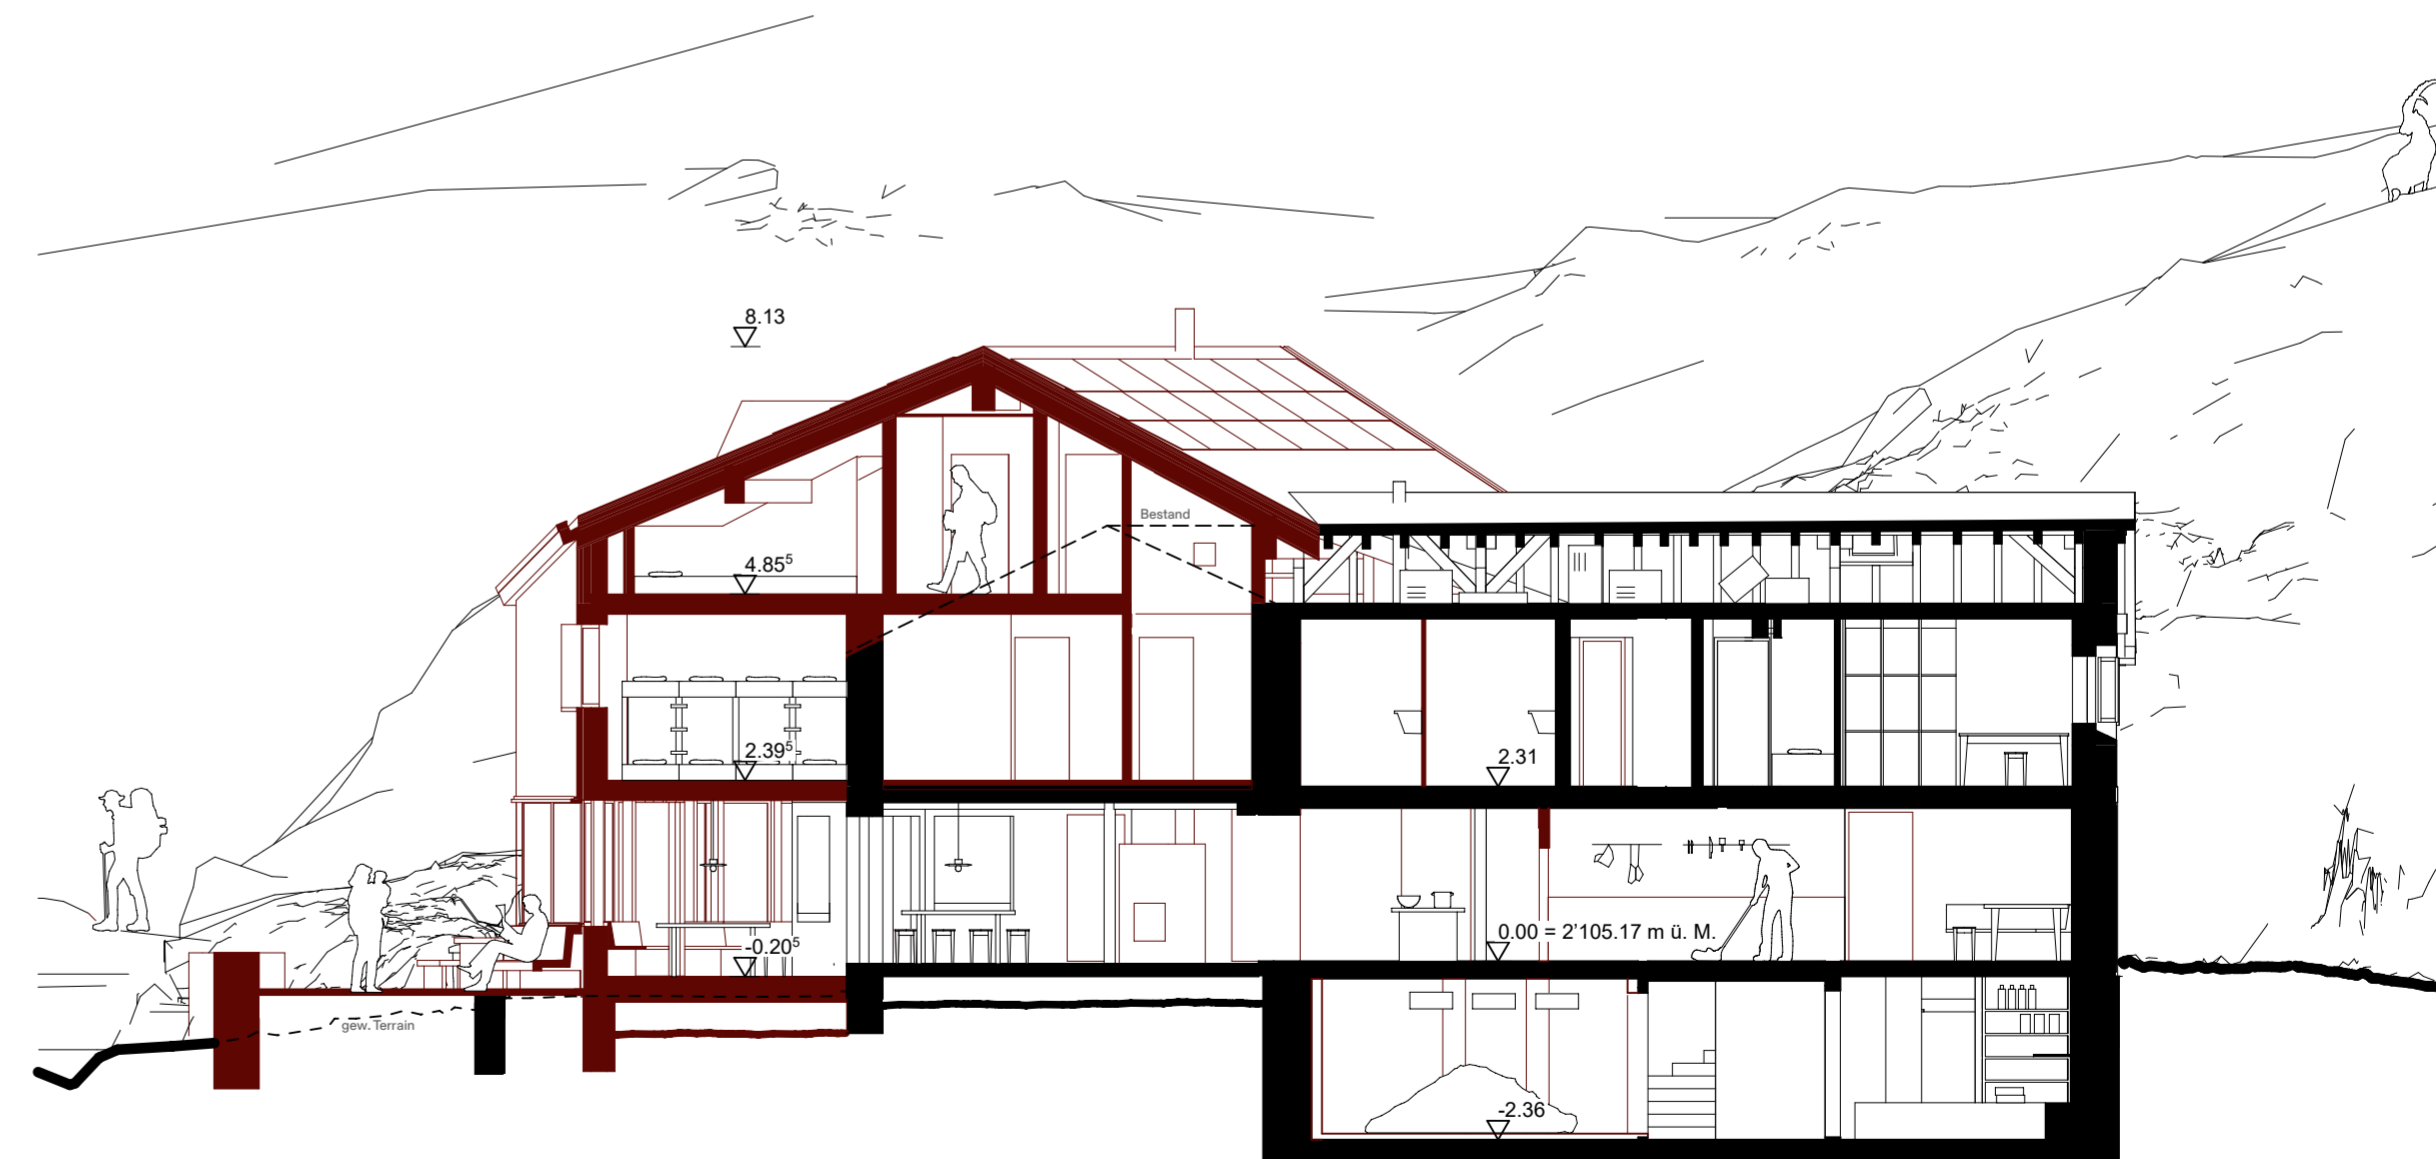 8.13
Bestand
4.85⁵
2.39⁵
2.31
0.00 = 2'105.17 m ü. M.
-0.20⁵
gew. Terrain
-2.36